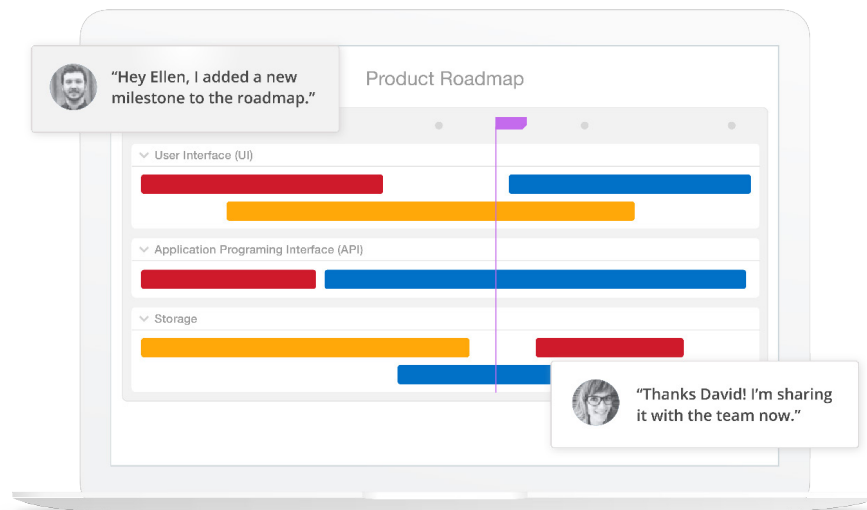 “Hey Ellen, I added a new
milestone to the roadmap.”
Product Roadmap
User Interface (UI)
Application Programing Interface (API)
Storage
“Thanks David! I’m sharing
it with the team now.”